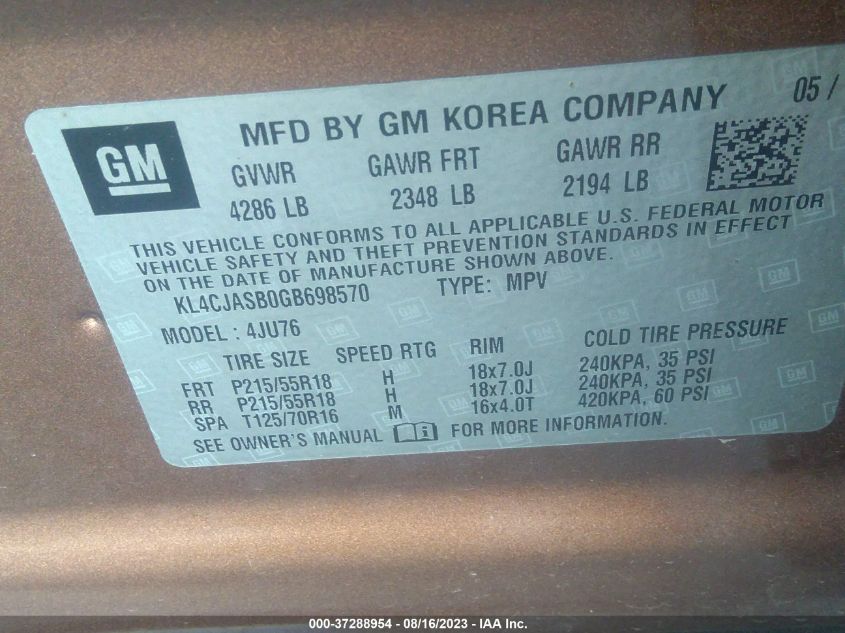 GM
MFD BY GM KOREA COMPANY 05/
GVWR GAWR FRT GAWR RR
4286 LB 2348 LB 2194 LB
THIS VEHICLE CONFORMS TO ALL APPLICABLE U.S. FEDERAL MOTOR
VEHICLE SAFETY AND THEFT PREVENTION STANDARDS IN EFFECT
ON THE DATE OF MANUFACTURE SHOWN ABOVE.
KL4CJASB0GB698570 TYPE: MPV
MODEL: 4JU76
TIRE SIZE SPEED RTG RIM COLD TIRE PRESSURE
FRT P215/55R18 H 18x7.0J 240KPA, 35 PSI
RR P215/55R18 H 18x7.0J 240KPA, 35 PSI
SPA T125/70R16 M 16x4.0T 420KPA, 60 PSI
SEE OWNER'S MANUAL i FOR MORE INFORMATION.
000-37288954 - 08/16/2023 - IAA Inc.